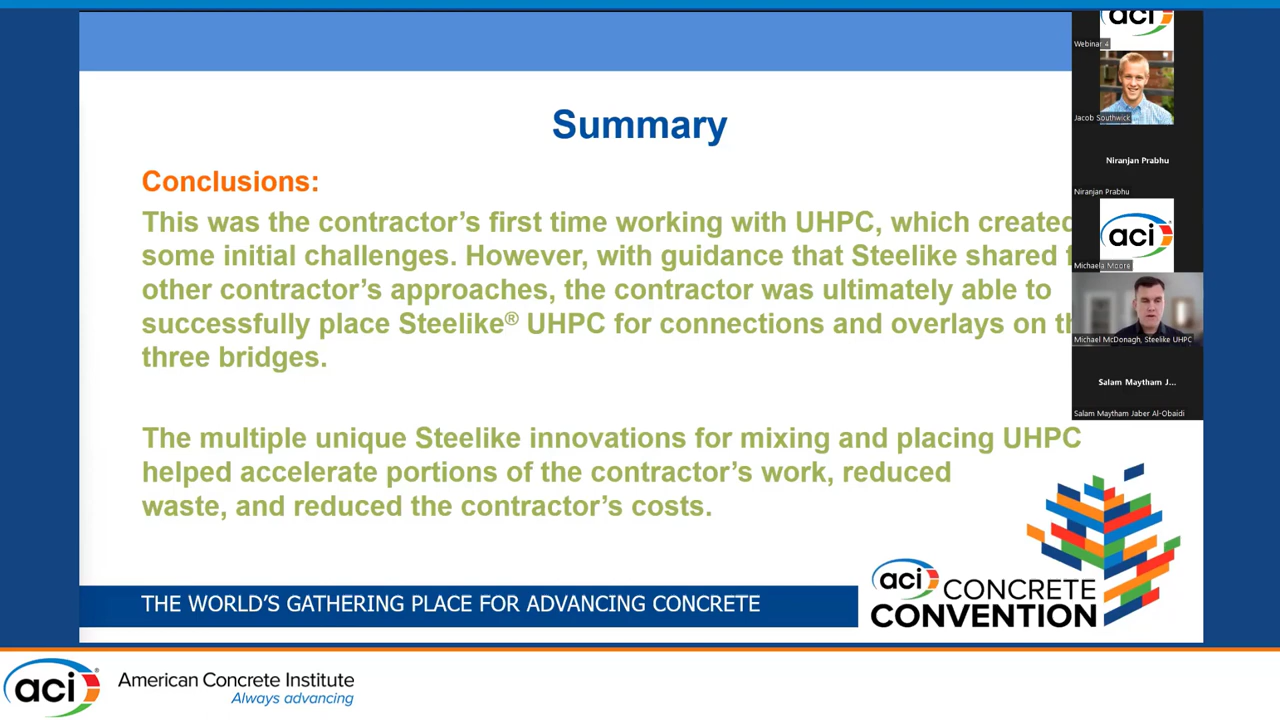 Summary
Conclusions:
This was the contractor's first time working with UHPC, which created
some initial challenges. However, with guidance that Steelike shared
other contractor's approaches, the contractor was ultimately able to
successfully place Steelike® UHPC for connections and overlays on
three bridges.
The multiple unique Steelike innovations for mixing and placing UHPC
helped accelerate portions of the contractor's work, reduced
waste, and reduced the contractor's costs.
THE WORLD'S GATHERING PLACE FOR ADVANCING CONCRETE
aci CONCRETE
CONVENTION
aci
Webinar 4
Jacob Southwick
Niranjan Prabhu
Niranjan Prabhu
aci
Michaela Moore
Michael McDonagh, Steelike UHPC
Salam Maytham J...
Salam Maytham Jaber Al-Obaidi
aci® American Concrete Institute
Always advancing